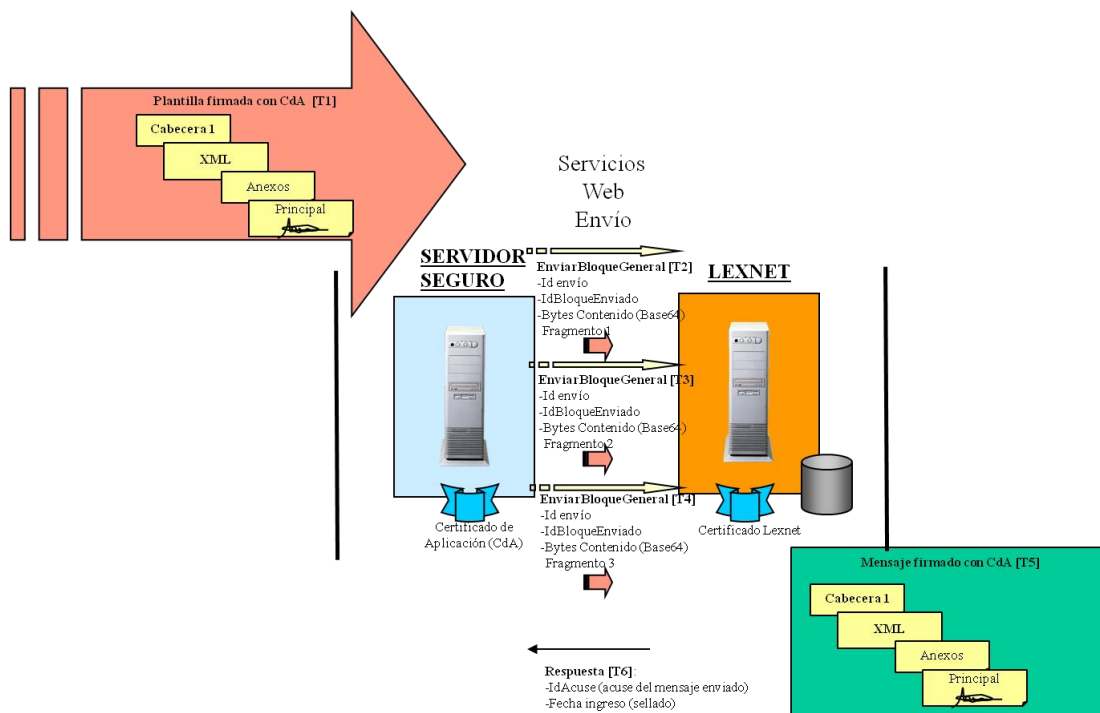 Plantilla firmada con CdA [T1]
Cabecera 1
XML
Anexos
Principal
Servicios
Web
Envío
SERVIDOR
SEGURO
LEXNET
EnviarBloqueGeneral [T2]
-Id envío
-IdBloqueEnviado
-Bytes Contenido (Base64)
Fragmento 1
EnviarBloqueGeneral [T3]
-Id envío
-IdBloqueEnviado
-Bytes Contenido (Base64)
Fragmento 2
EnviarBloqueGeneral [T4]
-Id envío
-IdBloqueEnviado
-Bytes Contenido (Base64)
Fragmento 3
Certificado de
Aplicación (CdA)
Certificado Lexnet
Mensaje firmado con CdA [T5]
Cabecera 1
XML
Anexos
Principal
Respuesta [T6]:
-IdAcuse (acuse del mensaje enviado)
-Fecha ingreso (sellado)